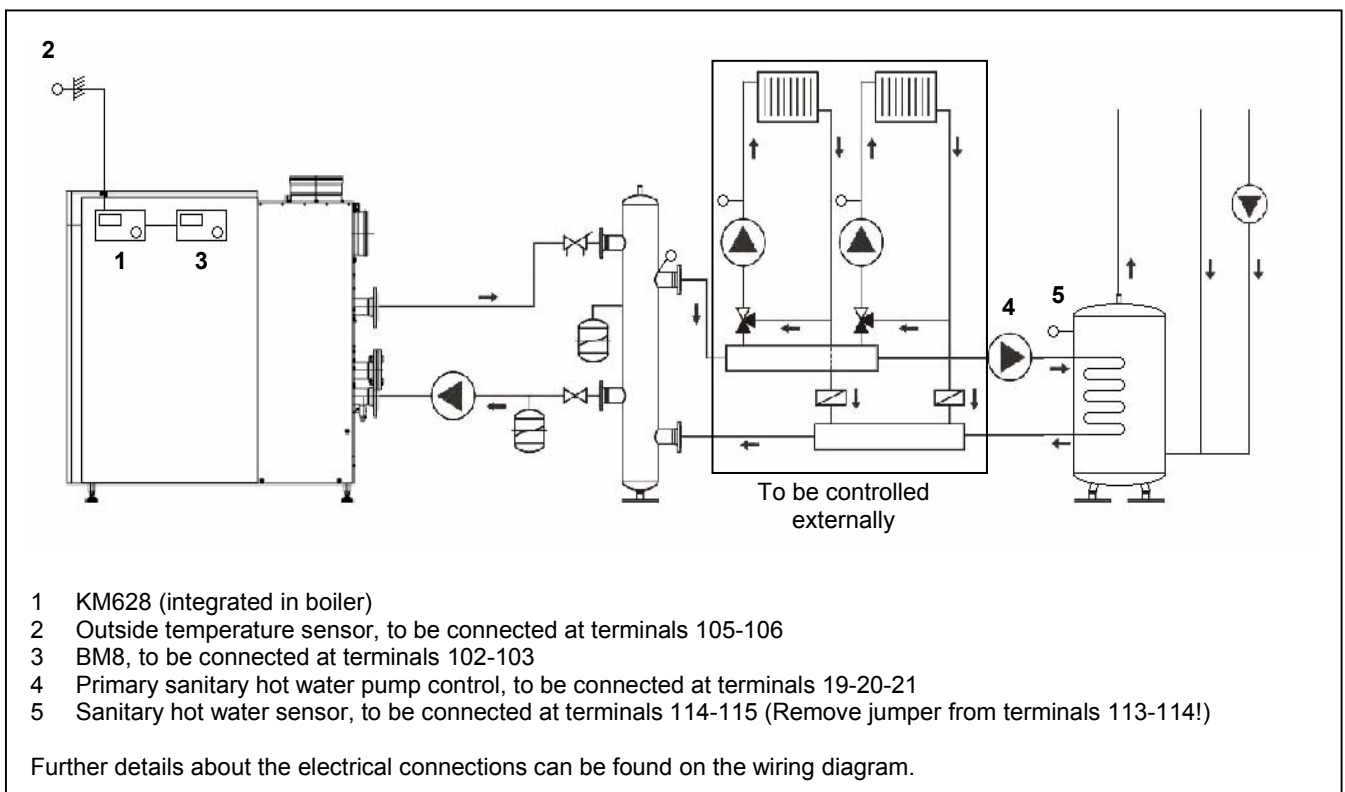 2
1
3
4
5
To be controlled
externally
1 KM628 (integrated in boiler)
2 Outside temperature sensor, to be connected at terminals 105-106
3 BM8, to be connected at terminals 102-103
4 Primary sanitary hot water pump control, to be connected at terminals 19-20-21
5 Sanitary hot water sensor, to be connected at terminals 114-115 (Remove jumper from terminals 113-114!)
Further details about the electrical connections can be found on the wiring diagram.